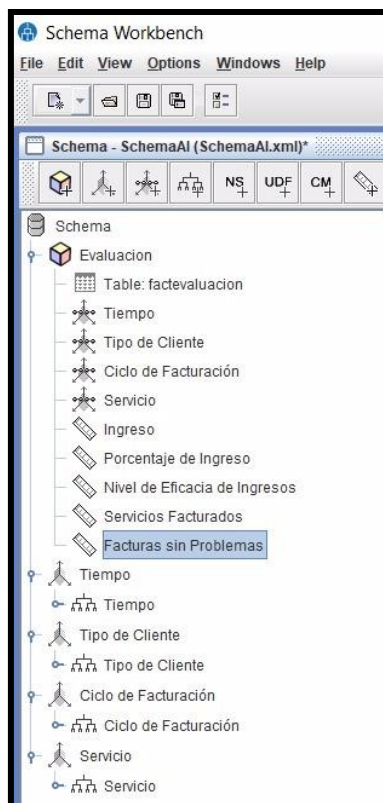 Schema Workbench
File Edit View Options Windows Help
Schema - SchemaAI (SchemaAI.xml)*
NS UDF CM
Schema
Evaluacion
Table: factevaluacion
Tiempo
Tipo de Cliente
Ciclo de Facturación
Servicio
Ingreso
Porcentaje de Ingreso
Nivel de Eficacia de Ingresos
Servicios Facturados
Facturas sin Problemas
Tiempo
Tiempo
Tipo de Cliente
Tipo de Cliente
Ciclo de Facturación
Ciclo de Facturación
Servicio
Servicio